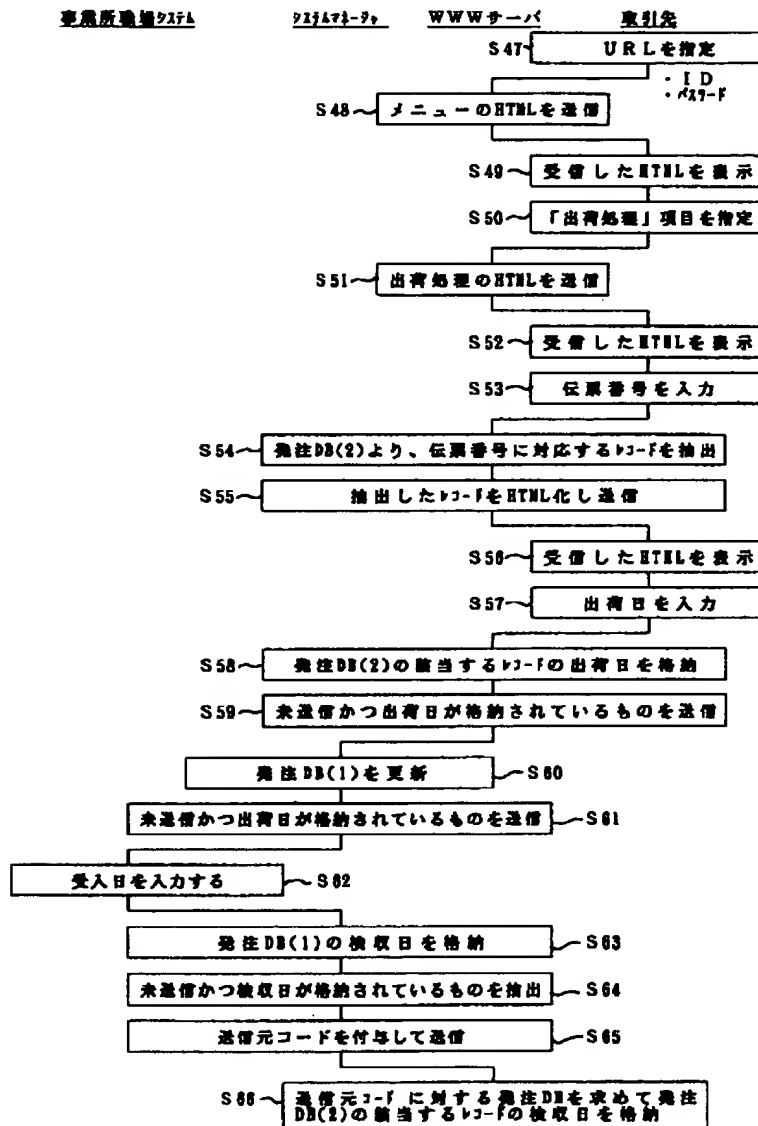 事業所職場システム システムマネージャ WWWサーバ 取引先
S47 URLを指定
・ID
・パスワード
S48 メニューのHTMLを送信
S49 受信したHTMLを表示
S50 「出荷処理」項目を指定
S51 出荷処理のHTMLを送信
S52 受信したHTMLを表示
S53 伝票番号を入力
S54 発注DB(2)より、伝票番号に対応するレコードを抽出
S55 抽出したレコードをHTML化し送信
S56 受信したHTMLを表示
S57 出荷日を入力
S58 発注DB(2)の該当するレコードの出荷日を格納
S59 未送信かつ出荷日が格納されているものを送信
発注DB(1)を更新 S60
未送信かつ出荷日が格納されているものを送信 S61
受入日を入力する S62
発注DB(1)の検収日を格納 S63
未送信かつ検収日が格納されているものを抽出 S64
送信元コードを付与して送信 S65
S66 送信元コードに対する発注DBを求めて発注
DB(2)の該当するレコードの検収日を格納